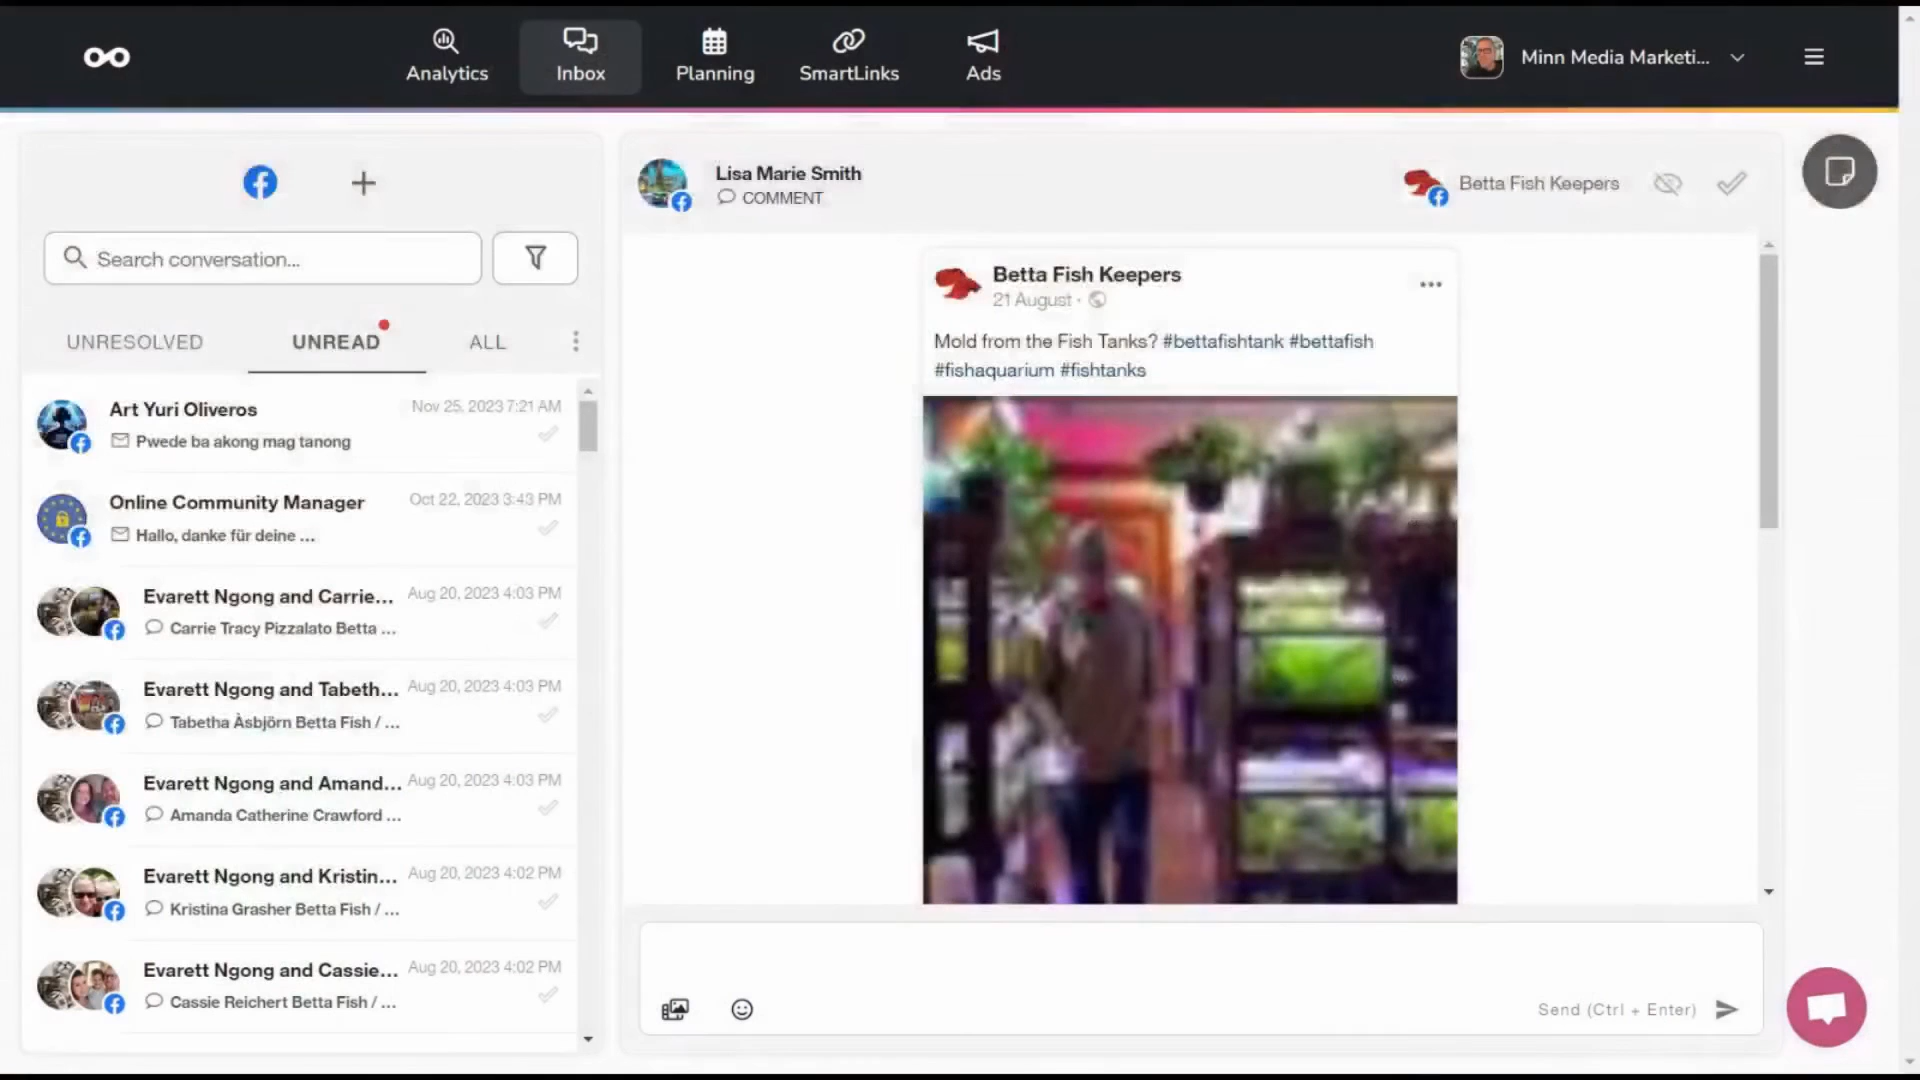 Analytics
Inbox
Planning
SmartLinks
Ads
Minn Media Marketi...
Search conversation...
UNRESOLVED
UNREAD
ALL
Art Yuri Oliveros
Nov 25, 2023 7:21 AM
Pwede ba akong mag tanong
Online Community Manager
Oct 22, 2023 3:43 PM
Hallo, danke für deine ...
Evarett Ngong and Carrie...
Aug 20, 2023 4:03 PM
Carrie Tracy Pizzalato Betta ...
Evarett Ngong and Tabeth...
Aug 20, 2023 4:03 PM
Tabetha Àsbjörn Betta Fish / ...
Evarett Ngong and Amand...
Aug 20, 2023 4:03 PM
Amanda Catherine Crawford ...
Evarett Ngong and Kristin...
Aug 20, 2023 4:02 PM
Kristina Grasher Betta Fish / ...
Evarett Ngong and Cassie...
Aug 20, 2023 4:02 PM
Cassie Reichert Betta Fish / ...
Lisa Marie Smith
COMMENT
Betta Fish Keepers
Betta Fish Keepers
21 August ·
Mold from the Fish Tanks? #bettafishtank #bettafish
#fishaquarium #fishtanks
Send (Ctrl + Enter)